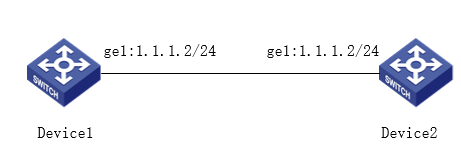 ge1:1.1.1.2/24
ge1:1.1.1.2/24
SWITCH
SWITCH
Device1
Device2